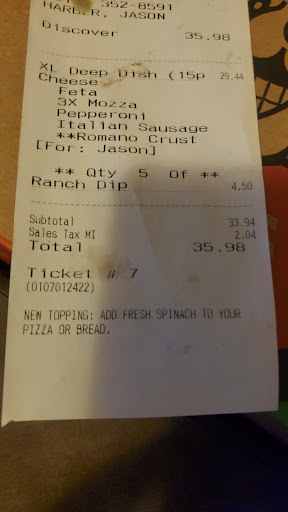 352-8591
HARBER, JASON
Discover 35.98
XL Deep Dish (15p 29.44
Cheese
Feta
3X Mozza
Pepperoni
Italian Sausage
**Romano Crust
[For: Jason]
** Qty 5 Of **
Ranch Dip 4.50
Subtotal 33.94
Sales Tax MI 2.04
Total 35.98
Ticket # 7
(0107012422)
NEW TOPPING: ADD FRESH SPINACH TO YOUR
PIZZA OR BREAD.